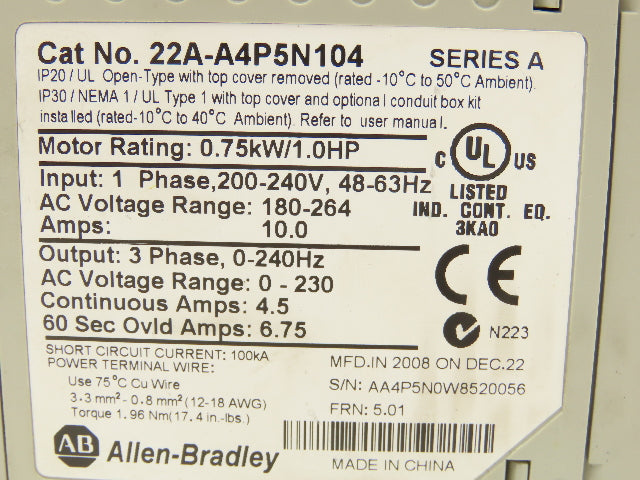 Cat No. 22A-A4P5N104 SERIES A
IP20 / UL Open-Type with top cover removed (rated -10°C to 50°C Ambient).
IP30 / NEMA 1 / UL Type 1 with top cover and optional conduit box kit
installed (rated-10°C to 40°C Ambient). Refer to user manual.
Motor Rating: 0.75kW/1.0HP
C UL US
LISTED
IND. CONT. EQ.
3KA0
Input: 1 Phase,200-240V, 48-63Hz
AC Voltage Range: 180-264
Amps: 10.0
Output: 3 Phase, 0-240Hz
AC Voltage Range: 0 - 230
Continuous Amps: 4.5
60 Sec Ovld Amps: 6.75
CE
N223
SHORT CIRCUIT CURRENT: 100kA
POWER TERMINAL WIRE:
Use 75°C Cu Wire
3.3 mm² - 0.8 mm² (12-18 AWG)
Torque 1.96 Nm(17.4 in.-lbs.)
MFD.IN 2008 ON DEC.22
S/N: AA4P5N0W8520056
FRN: 5.01
AB Allen-Bradley
MADE IN CHINA